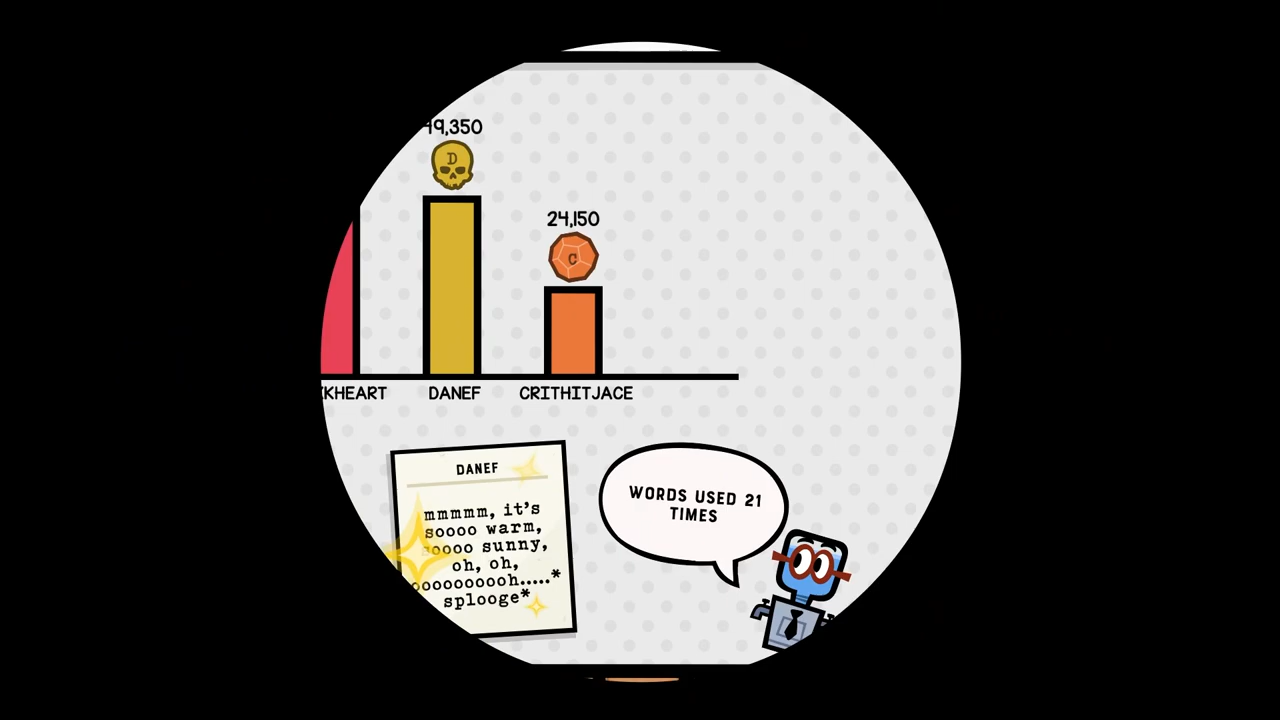 49,350
D
24,150
C
KHEART
DANEF
CRITHITJACE
DANEF
mmmmm, it's
soooo warm,
soooo sunny,
oh, oh,
ooooooooooh.....*
splooge*
WORDS USED 21
TIMES